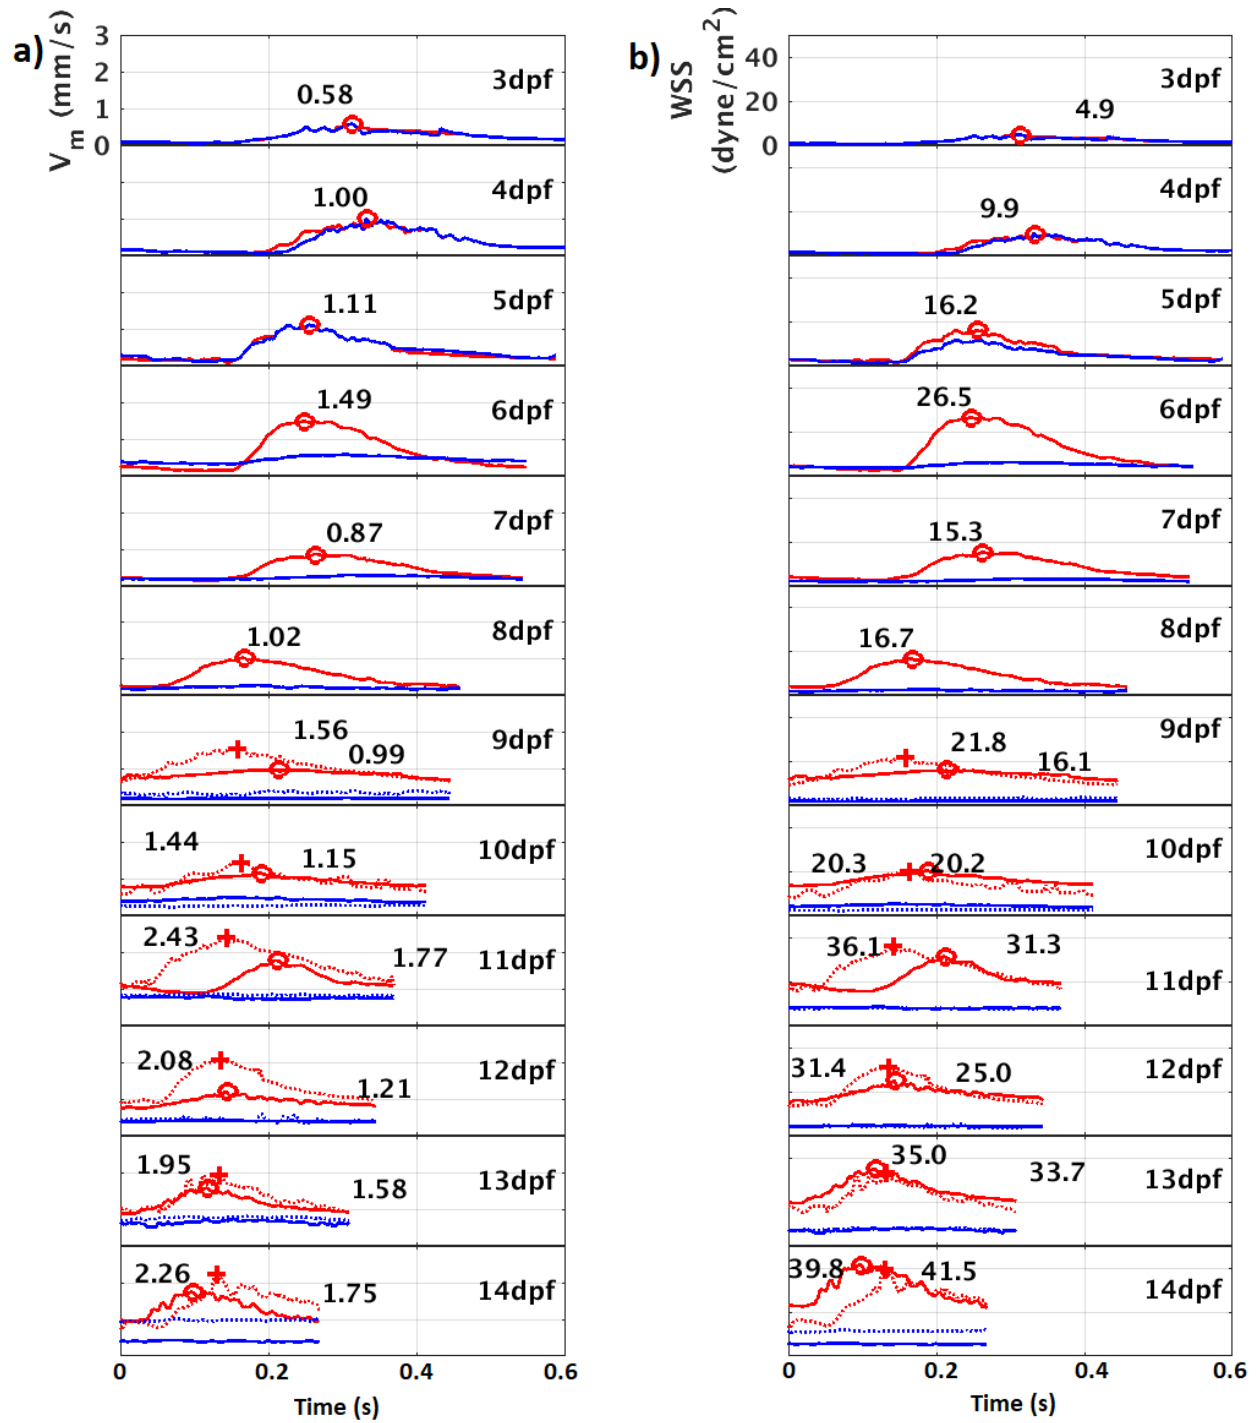 a)
V_m (mm/s)
3
2
1
0
3dpf
0.58
4dpf
1.00
5dpf
1.11
6dpf
1.49
7dpf
0.87
8dpf
1.02
9dpf
1.56
0.99
10dpf
1.44
1.15
11dpf
2.43
1.77
12dpf
2.08
1.21
13dpf
1.95
1.58
14dpf
2.26
1.75
0 0.2 0.4 0.6
Time (s)
b)
WSS
(dyne/cm²)
40
20
0
3dpf
4.9
4dpf
9.9
5dpf
16.2
6dpf
26.5
7dpf
15.3
8dpf
16.7
9dpf
21.8
16.1
10dpf
20.3
20.2
11dpf
36.1
31.3
12dpf
31.4
25.0
13dpf
35.0
33.7
14dpf
39.8
41.5
0 0.2 0.4 0.6
Time (s)